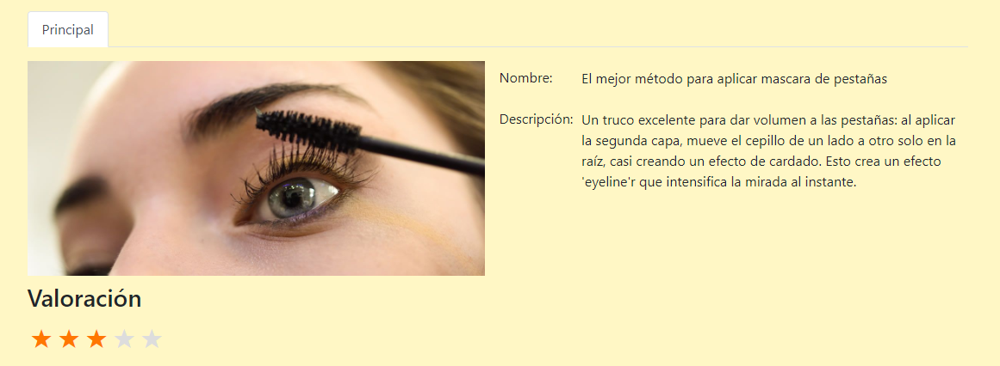 Principal
Nombre: El mejor método para aplicar mascara de pestañas
Descripción: Un truco excelente para dar volumen a las pestañas: al aplicar
la segunda capa, mueve el cepillo de un lado a otro solo en la
raíz, casi creando un efecto de cardado. Esto crea un efecto
'eyeline'r que intensifica la mirada al instante.
Valoración